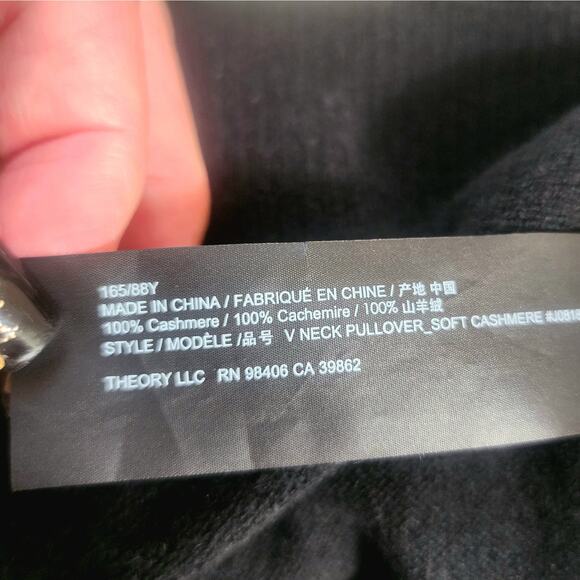 165/88Y
MADE IN CHINA / FABRIQUÉ EN CHINE / 产地 中国
100% Cashmere / 100% Cachemire / 100% 山羊绒
STYLE / MODÈLE /品号 V NECK PULLOVER_SOFT CASHMERE #J0818
THEORY LLC RN 98406 CA 39862